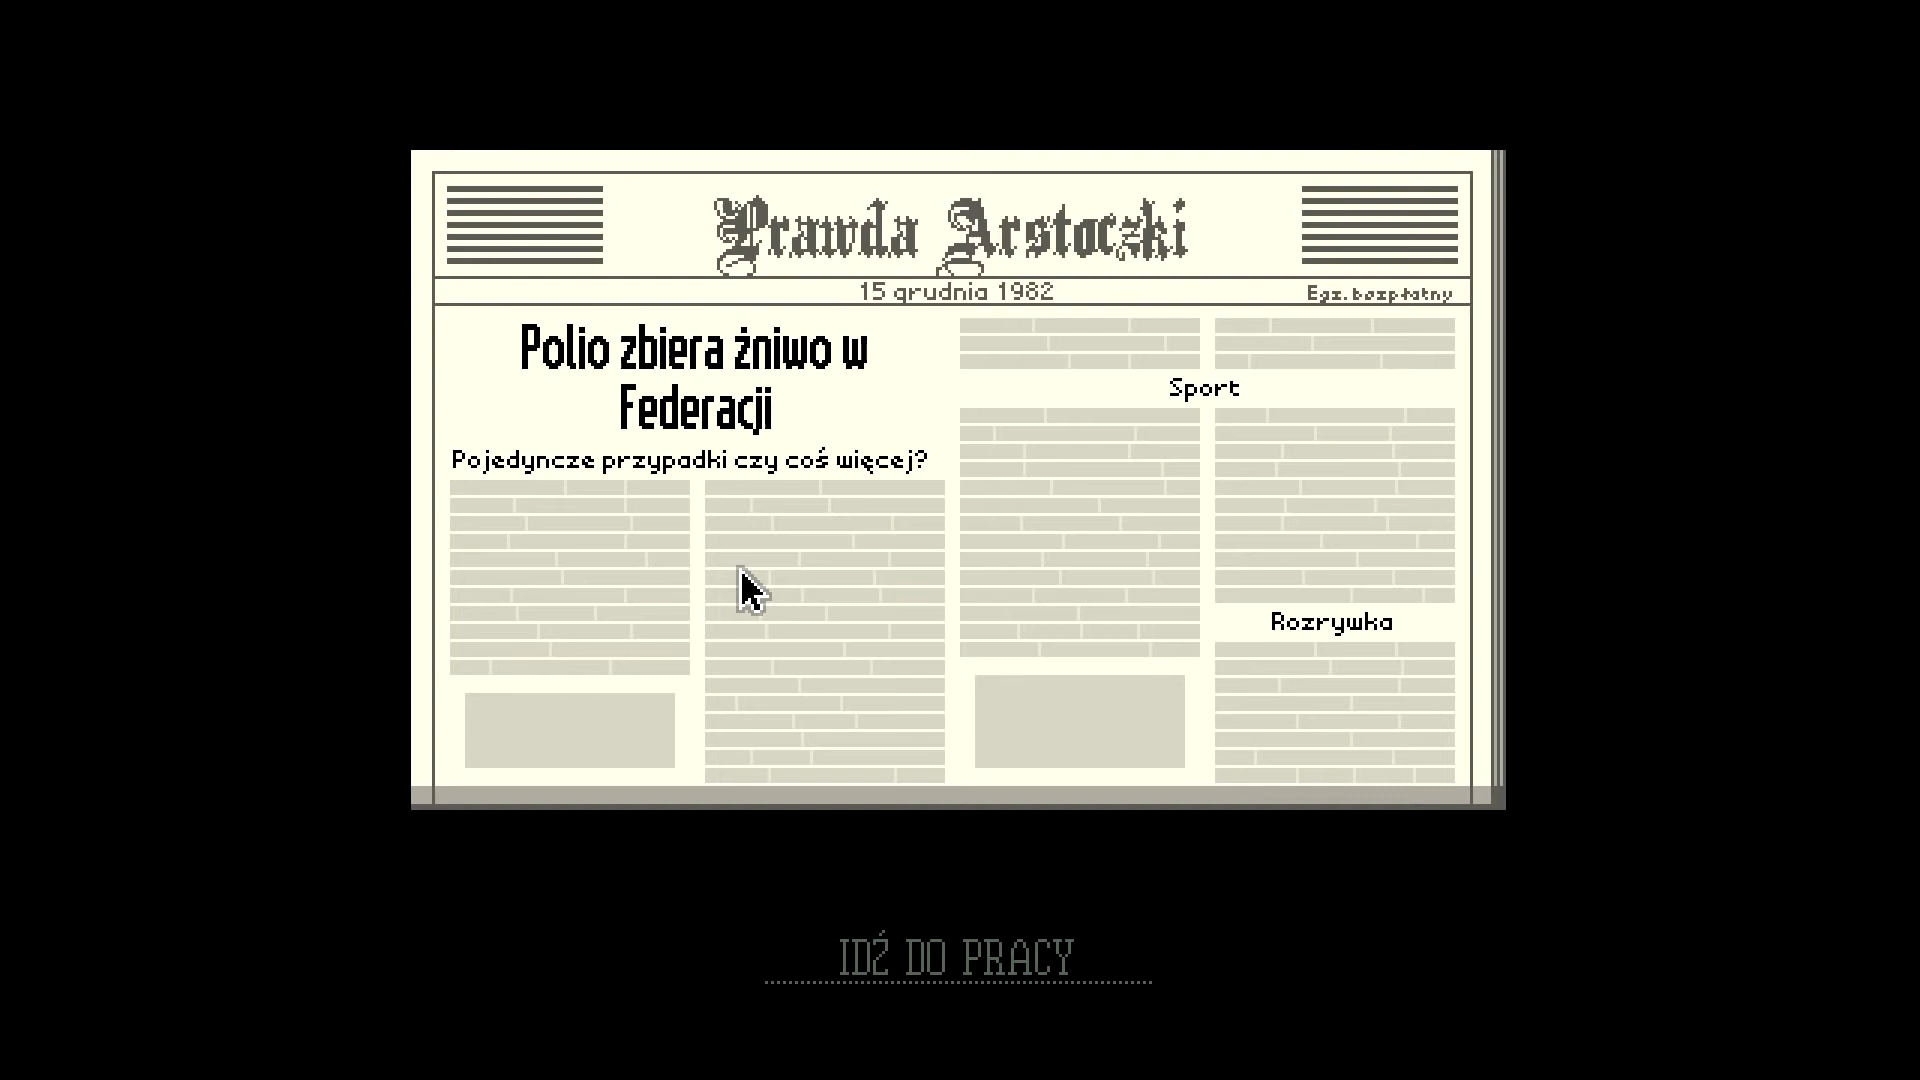 Prawda Arstoczki
15 grudnia 1982
Egz. bezpłatny
Polio zbiera żniwo w
Federacji
Pojedyncze przypadki czy coś więcej?
Sport
Rozrywka
IDŹ DO PRACY